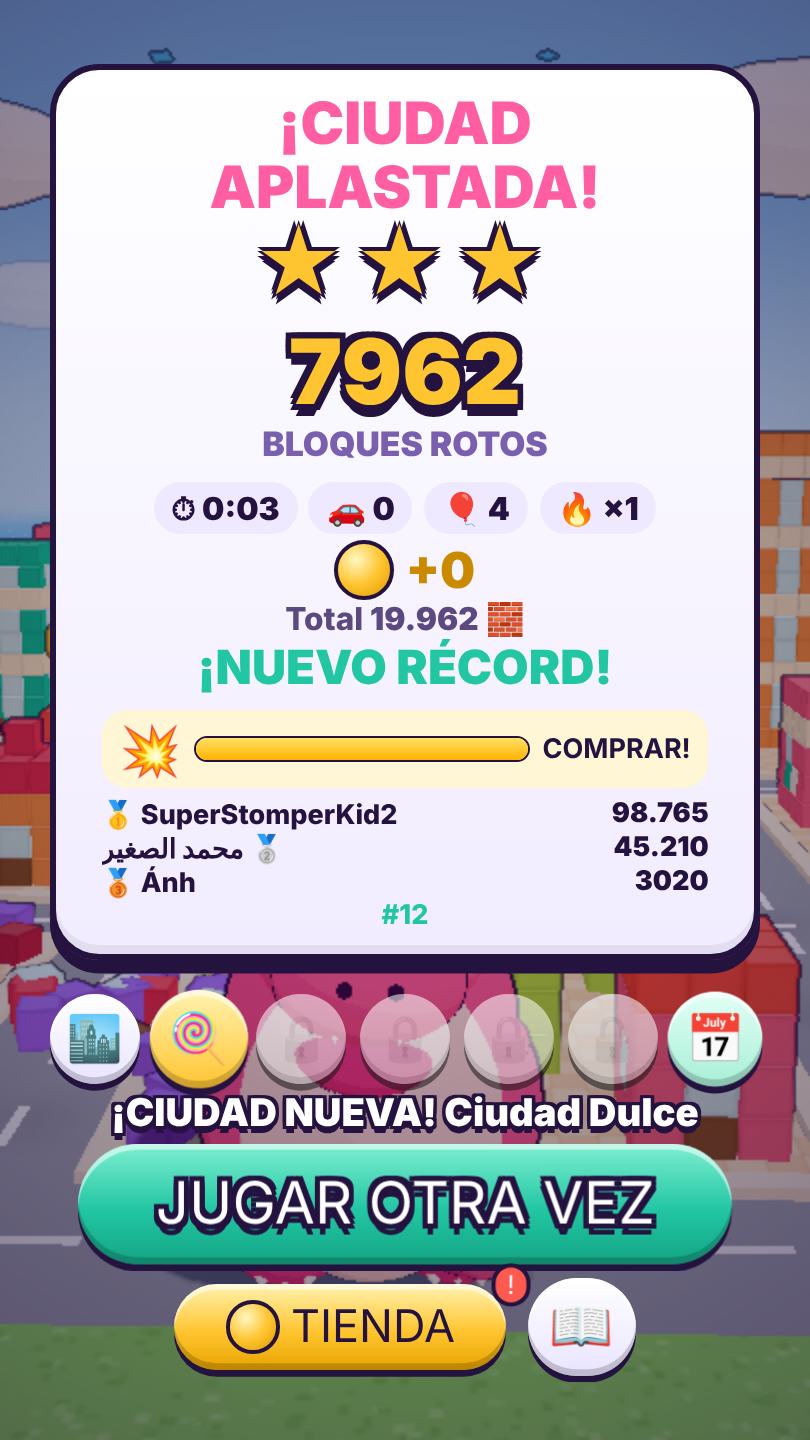 ¡CIUDAD
APLASTADA!
7962
BLOQUES ROTOS
0:03 0 4 ×1
+0
Total 19.962
¡NUEVO RÉCORD!
COMPRAR!
🥇 SuperStomperKid2 98.765
محمد الصغير 🥈 45.210
🥉 Ánh 3020
#12
July
17
¡CIUDAD NUEVA! Ciudad Dulce
JUGAR OTRA VEZ
!
TIENDA